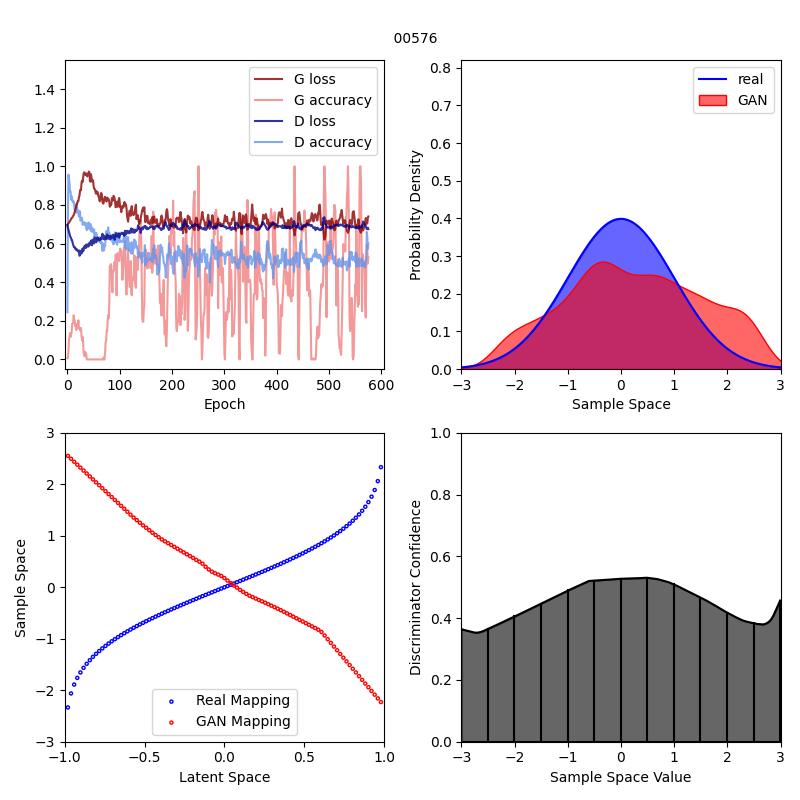 00576
G loss
G accuracy
D loss
D accuracy
1.4
1.2
1.0
0.8
0.6
0.4
0.2
0.0
0 100 200 300 400 500 600
Epoch
real
GAN
Probability Density
0.8
0.7
0.6
0.5
0.4
0.3
0.2
0.1
0.0
−3 −2 −1 0 1 2 3
Sample Space
Sample Space
3
2
1
0
−1
−2
−3
Real Mapping
GAN Mapping
−1.0 −0.5 0.0 0.5 1.0
Latent Space
Discriminator Confidence
1.0
0.8
0.6
0.4
0.2
0.0
−3 −2 −1 0 1 2 3
Sample Space Value